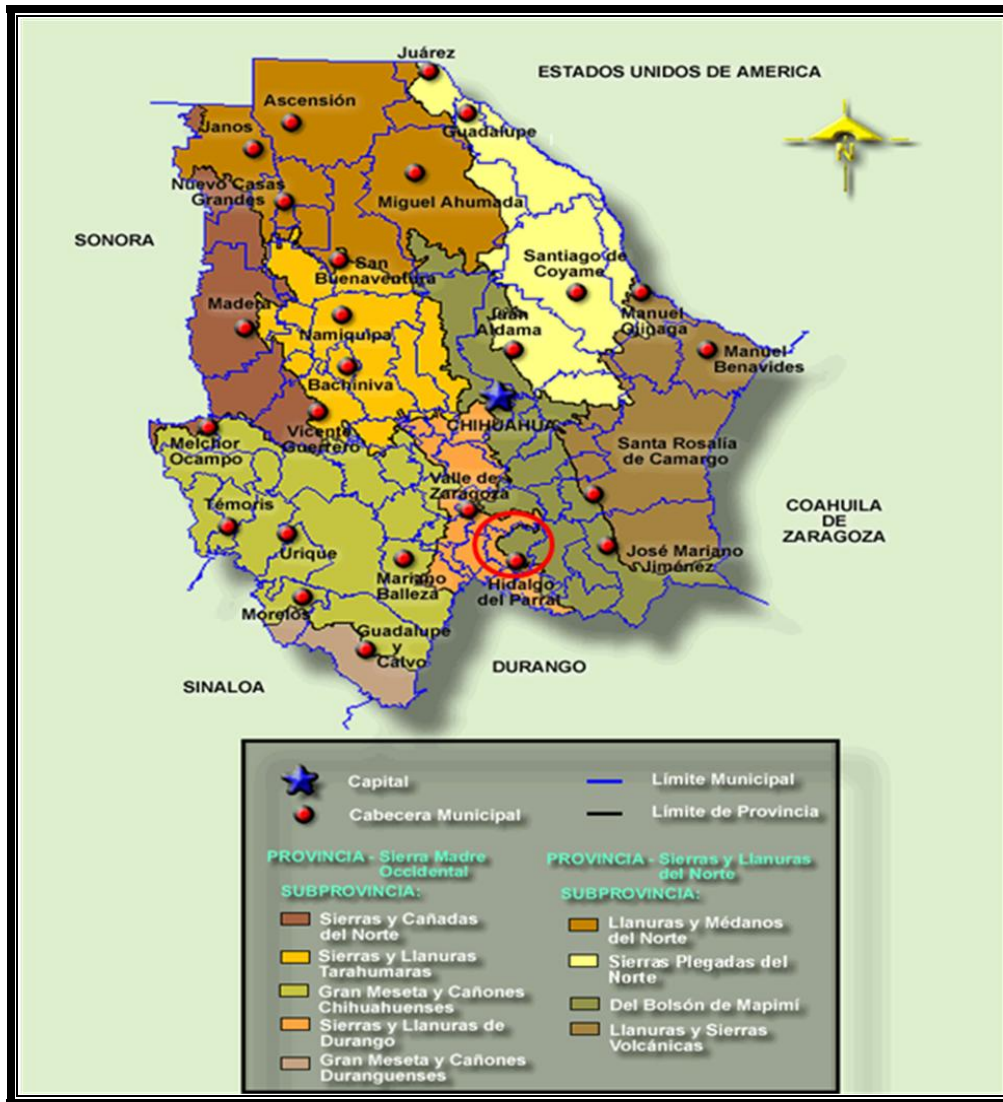 Juárez
ESTADOS UNIDOS DE AMERICA
Ascensión
Janos
Guadalupe
N
Nuevo Casas
Grandes
Miguel Ahumada
SONORA
San
Buenaventura
Santiago de
Coyame
Madera
Namiquipa
Juan
Aldama
Manuel
Ojinaga
Manuel
Benavides
Bachiniva
CHIHUAHUA
Vicente
Guerrero
Melchor
Ocampo
Santa Rosalía
de Camargo
Valle de
Zaragoza
COAHUILA
DE
ZARAGOZA
Témoris
Urique
Mariano
Balleza
José Mariano
Jiménez
Hidalgo
del Parral
Morelos
Guadalupe
y
Calvo
DURANGO
SINALOA
Capital
Cabecera Municipal
Límite Municipal
Límite de Provincia
PROVINCIA - Sierra Madre
Occidental
SUBPROVINCIA:
Sierras y Cañadas
del Norte
Sierras y Llanuras
Tarahumaras
Gran Meseta y Cañones
Chihuahuenses
Sierras y Llanuras de
Durango
Gran Meseta y Cañones
Duranguenses
PROVINCIA - Sierras y Llanuras
del Norte
SUBPROVINCIA:
Llanuras y Médanos
del Norte
Sierras Plegadas del
Norte
Del Bolsón de Mapimí
Llanuras y Sierras
Volcánicas